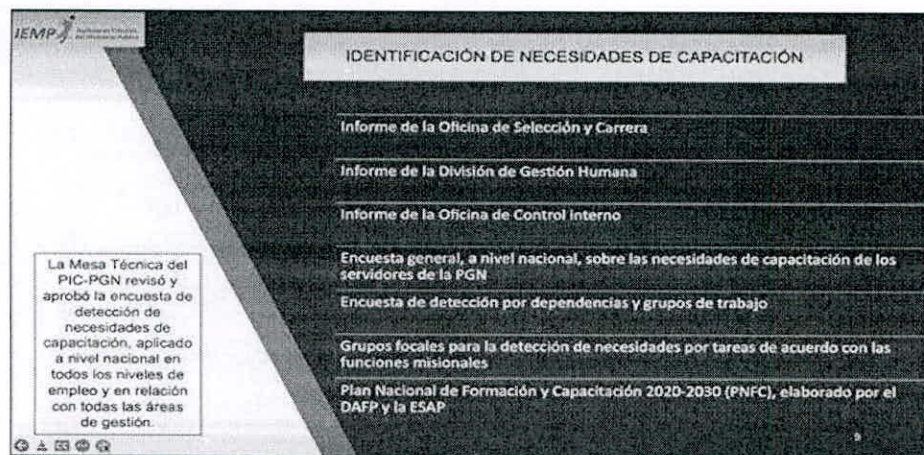 IEMP
IDENTIFICACIÓN DE NECESIDADES DE CAPACITACIÓN
Informe de la Oficina de Selección y Carrera
Informe de la División de Gestión Humana
Informe de la Oficina de Control interno
Encuesta general, a nivel nacional, sobre las necesidades de capacitación de los
servidores de la PGN
Encuesta de detección por dependencias y grupos de trabajo
Grupos focales para la detección de necesidades por tareas de acuerdo con las
funciones misionales
Plan Nacional de Formación y Capacitación 2020-2030 (PNFC), elaborado por el
DAFP y la ESAP
La Mesa Técnica del
PIC-PGN revisó y
aprobó la encuesta de
detección de
necesidades de
capacitación, aplicado
a nivel nacional en
todos los niveles de
empleo y en relación
con todas las áreas
de gestión.
9